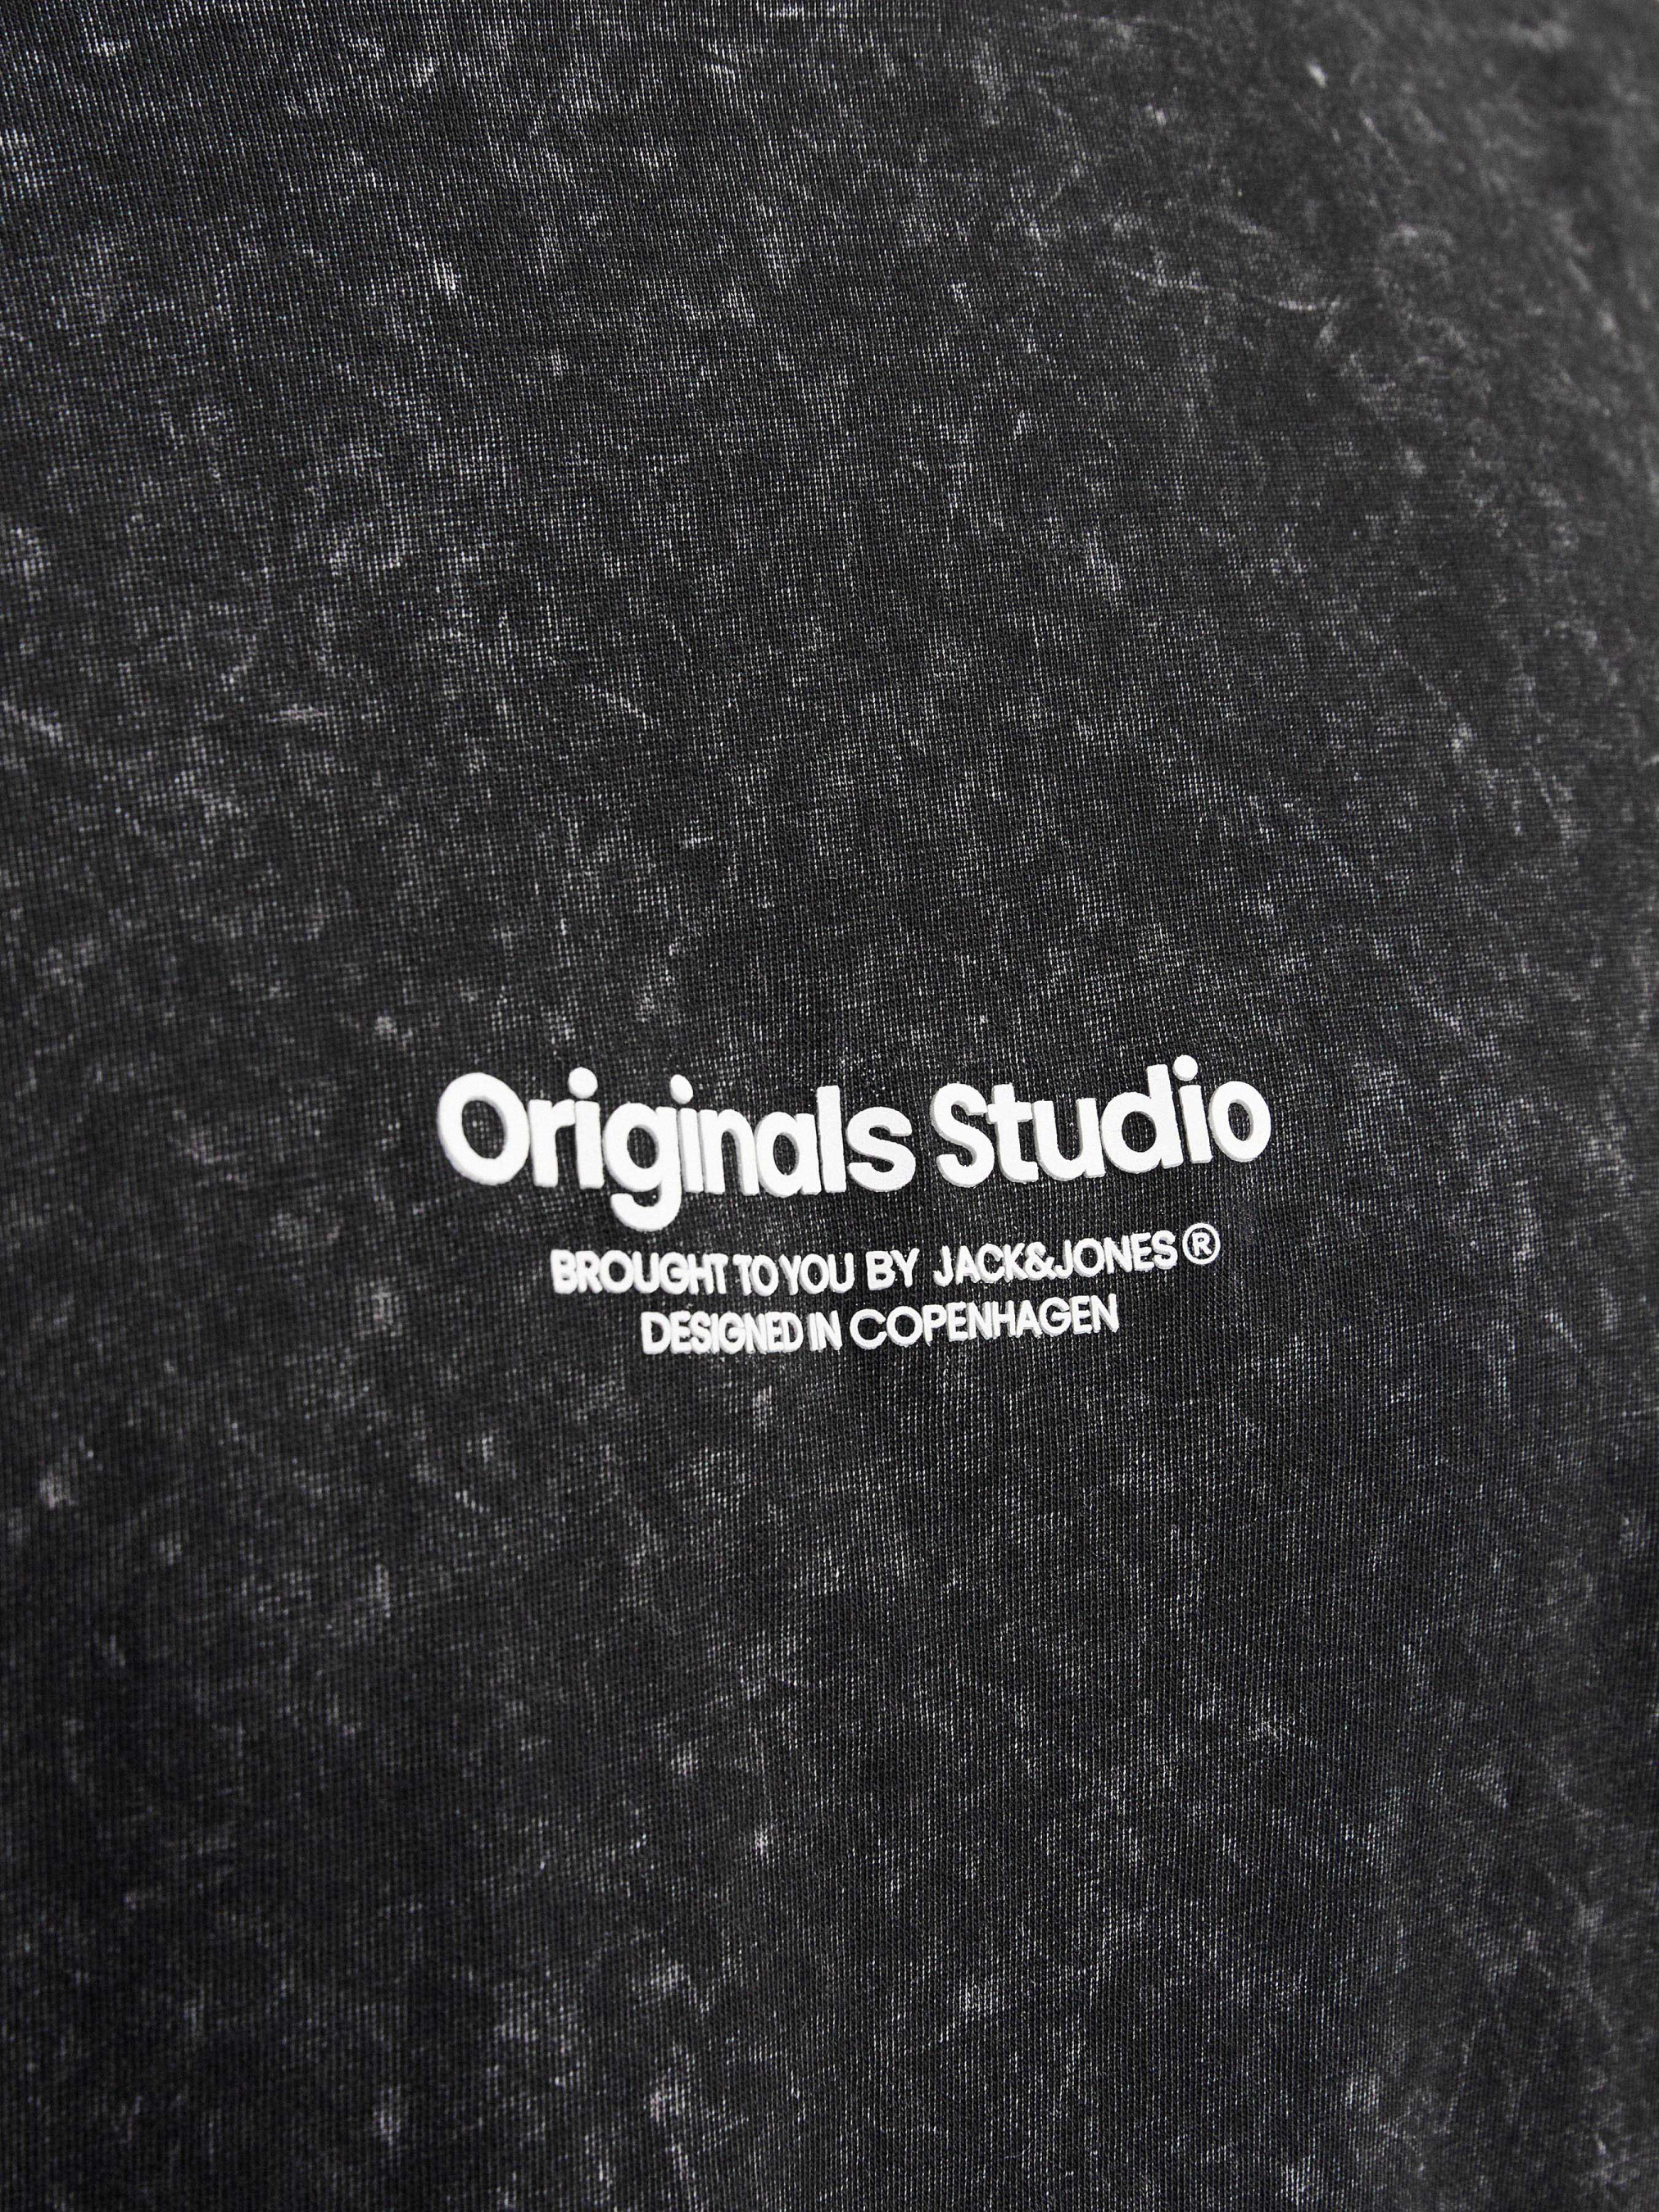 Originals Studio
BROUGHT TO YOU BY JACK&JONES®
DESIGNED IN COPENHAGEN